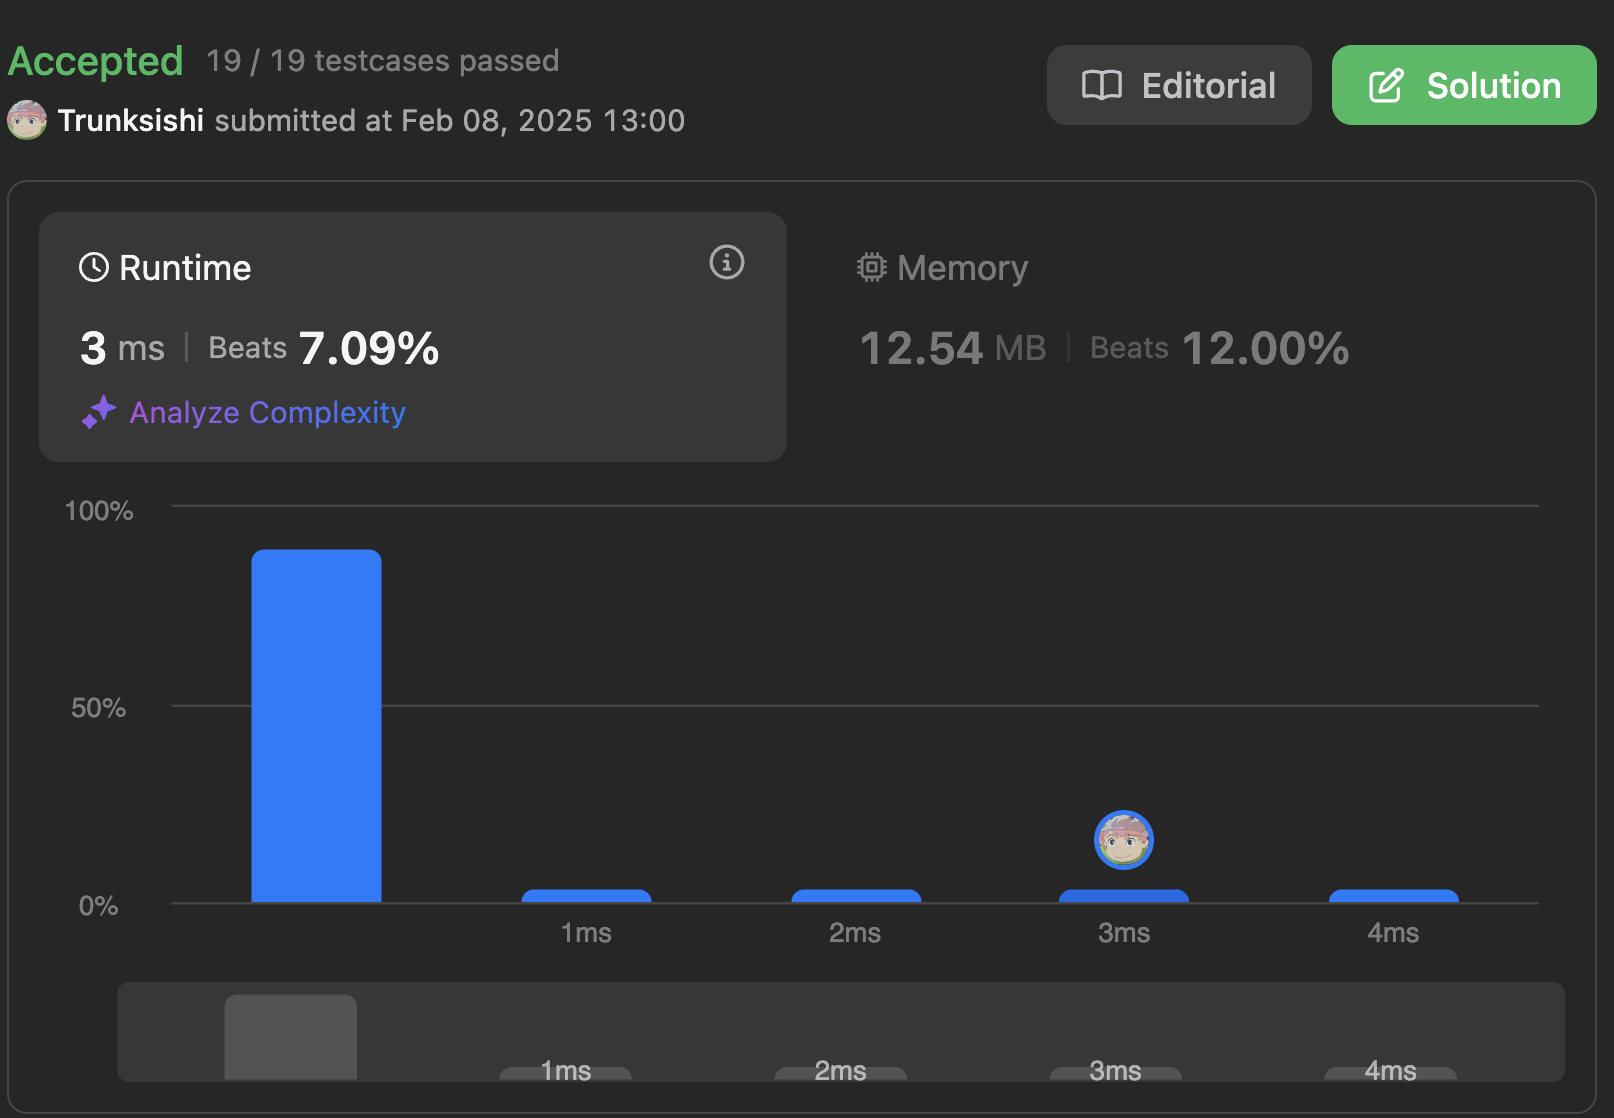 Accepted 19 / 19 testcases passed
Editorial
Solution
Trunksishi submitted at Feb 08, 2025 13:00
Runtime
3 ms | Beats 7.09%
Analyze Complexity
Memory
12.54 MB | Beats 12.00%
100%
50%
0%
1ms 2ms 3ms 4ms
1ms 2ms 3ms 4ms